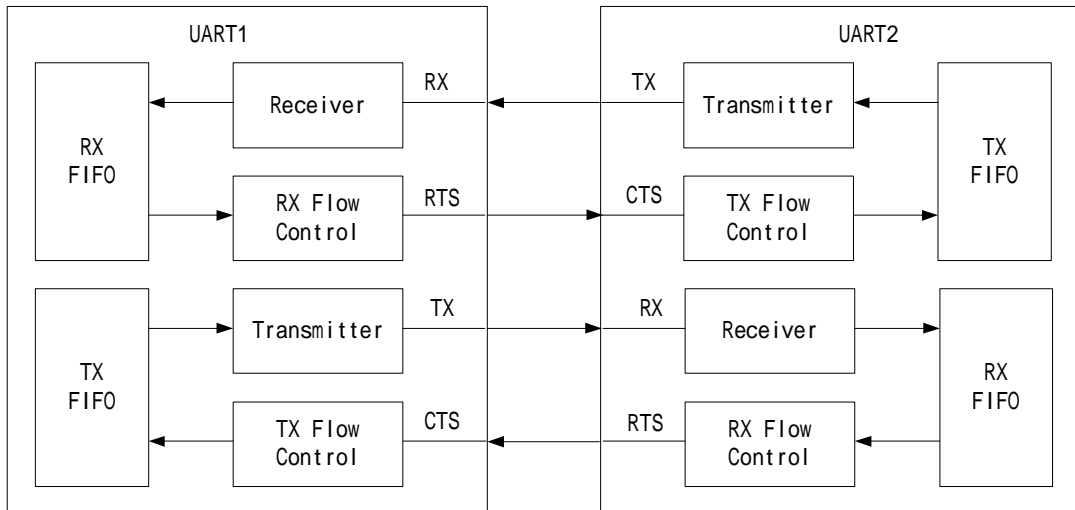 UART1
RX
FIFO
Receiver
RX
RX Flow
Control
RTS
TX
FIFO
Transmitter
TX
TX Flow
Control
CTS
UART2
TX
Transmitter
TX
FIFO
CTS
TX Flow
Control
RX
Receiver
RX
FIFO
RTS
RX Flow
Control